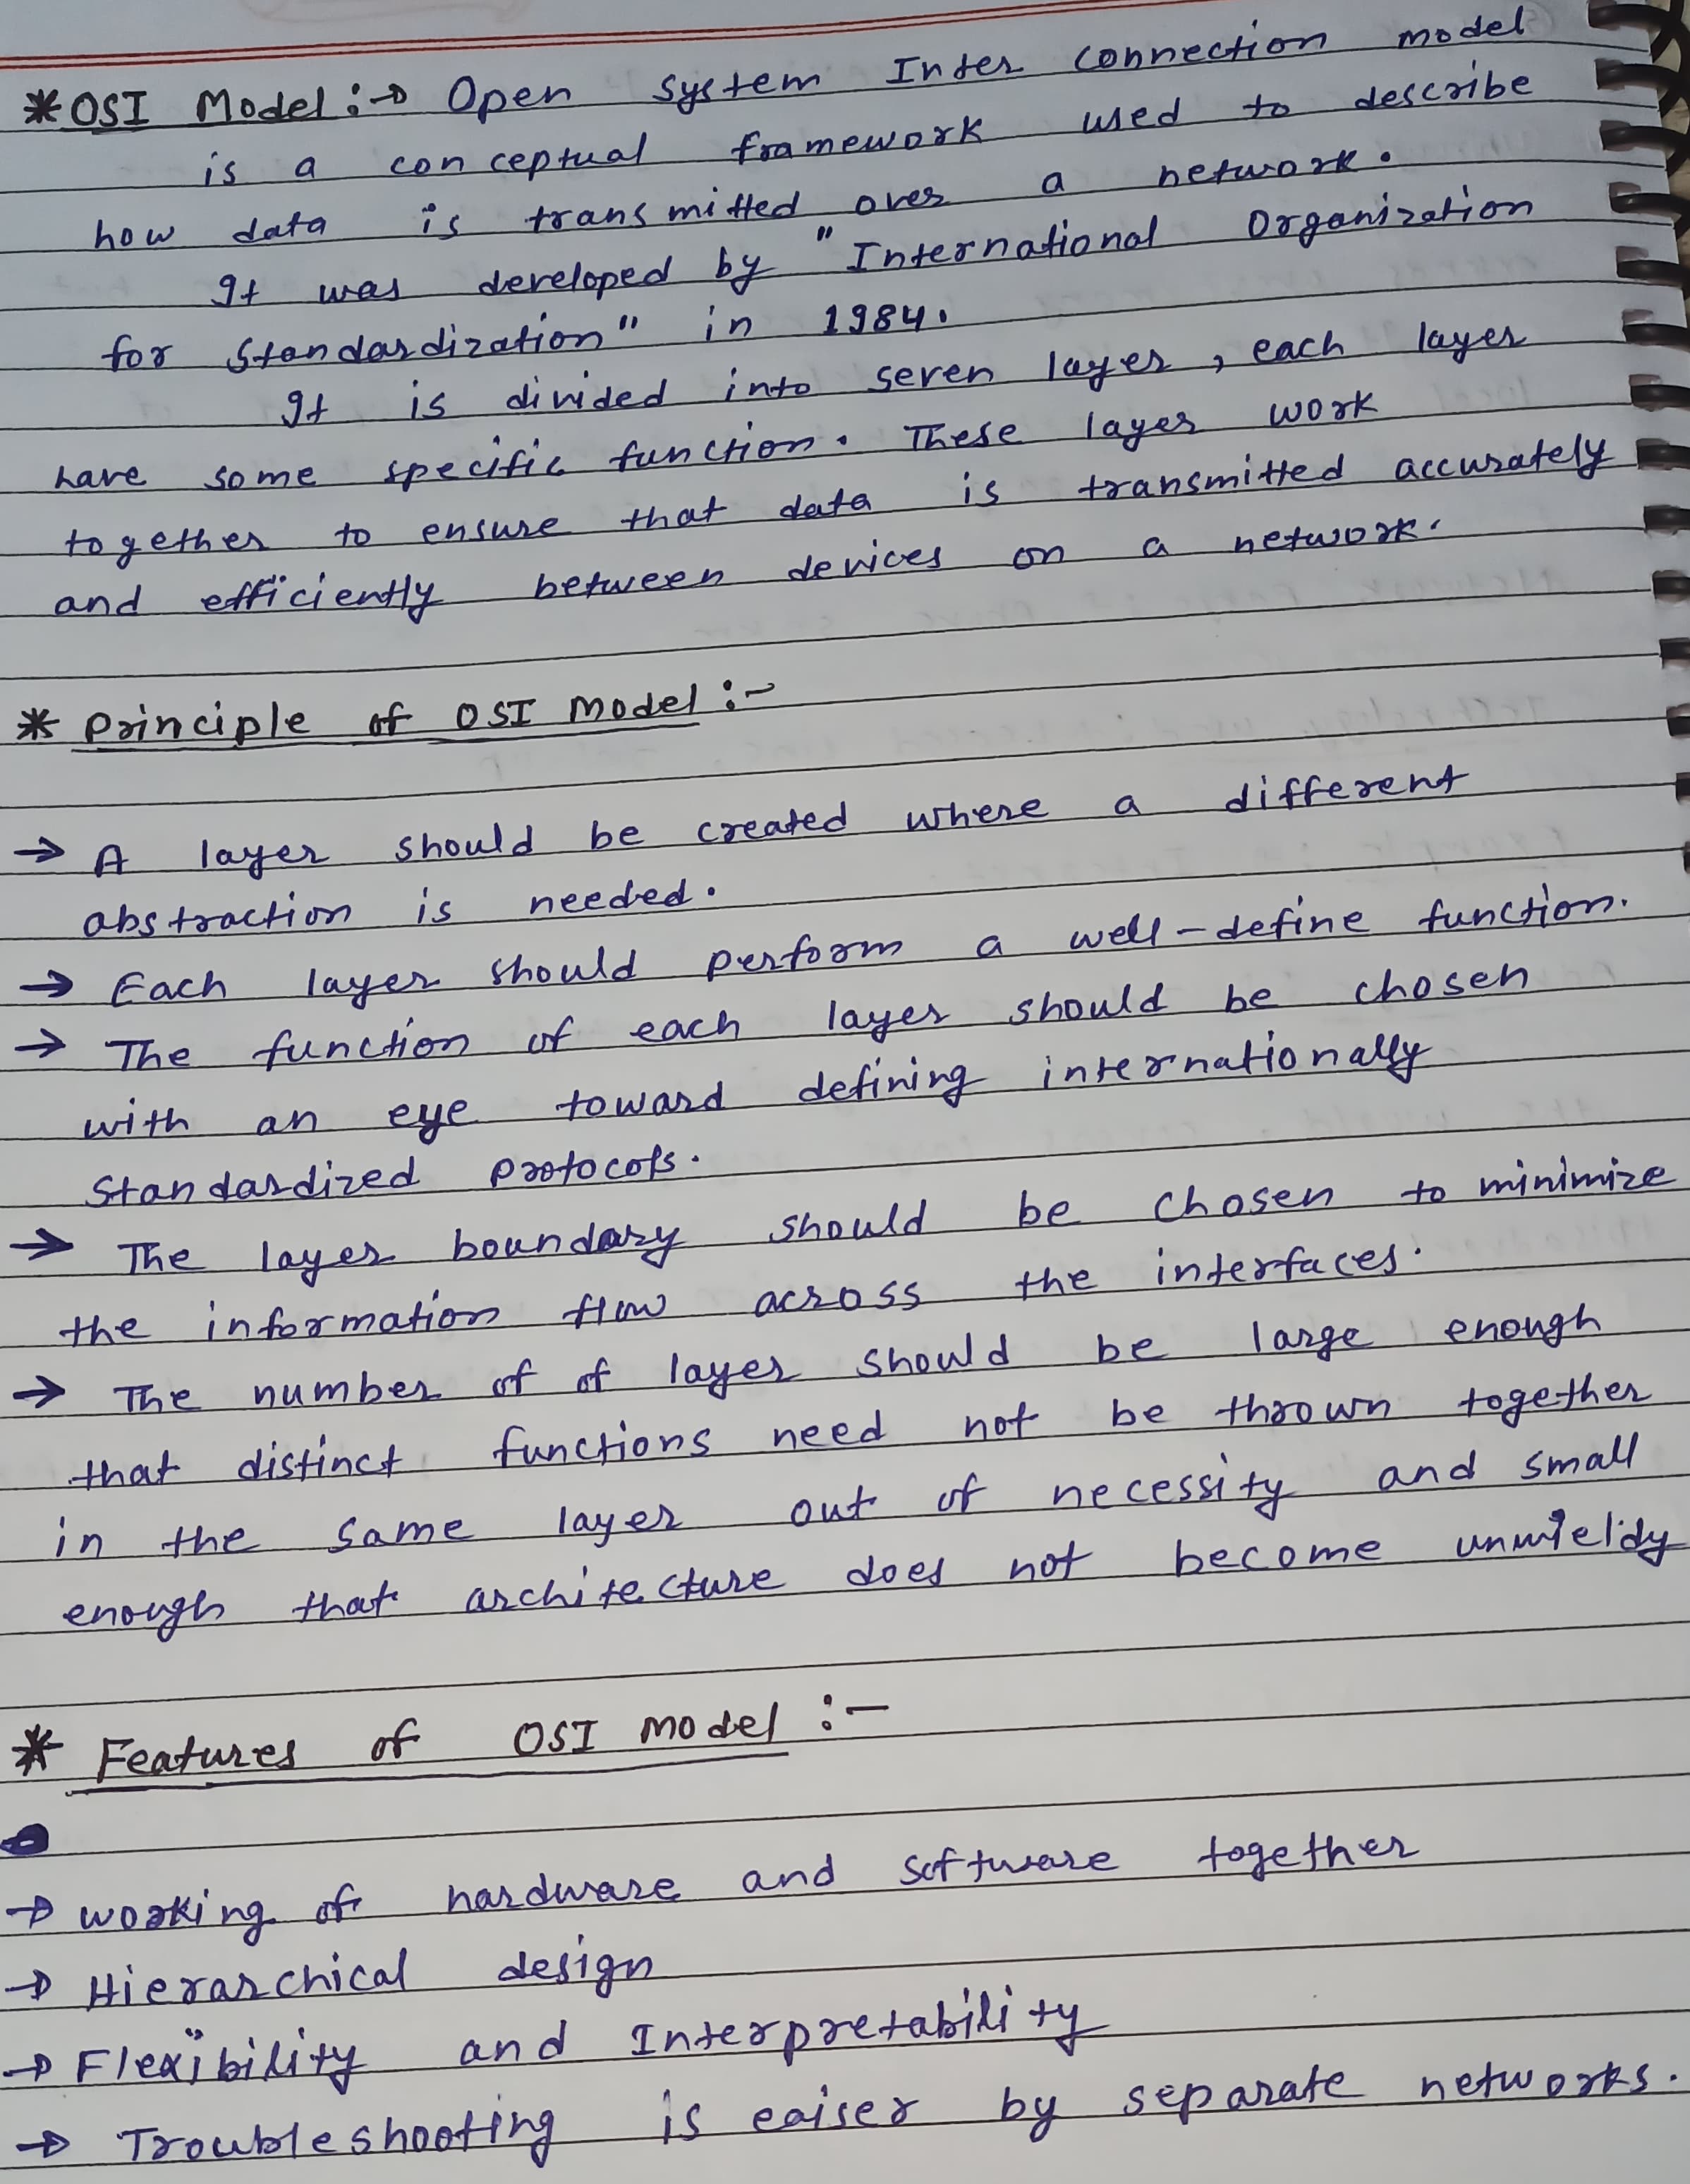 * OSI Model :→ Open system Inter connection model
is a conceptual framework used to describe
how data is transmitted over a network.
It was developed by "International Organization
for Standardization" in 1984.
It is divided into seven layer, each layer
have some specific function. These layer work
together to ensure that data is transmitted accurately
and efficiently between devices on a network.
* Principle of OSI Model :-
→ A layer should be created where a different
abstraction is needed.
→ Each layer should perform a well-define function.
→ The function of each layer should be chosen
with an eye toward defining internationally
standardized protocols.
→ The layer boundary should be chosen to minimize
the information flow across the interfaces.
→ The number of of layer should be large enough
that distinct functions need not be thrown together
in the same layer out of necessity and small
enough that architecture does not become unwieldy
* Features of OSI model :-
→ working of hardware and software together
→ Hierarchical design
→ Flexibility and Interpretability
→ Troubleshooting is eaiser by separate networks.